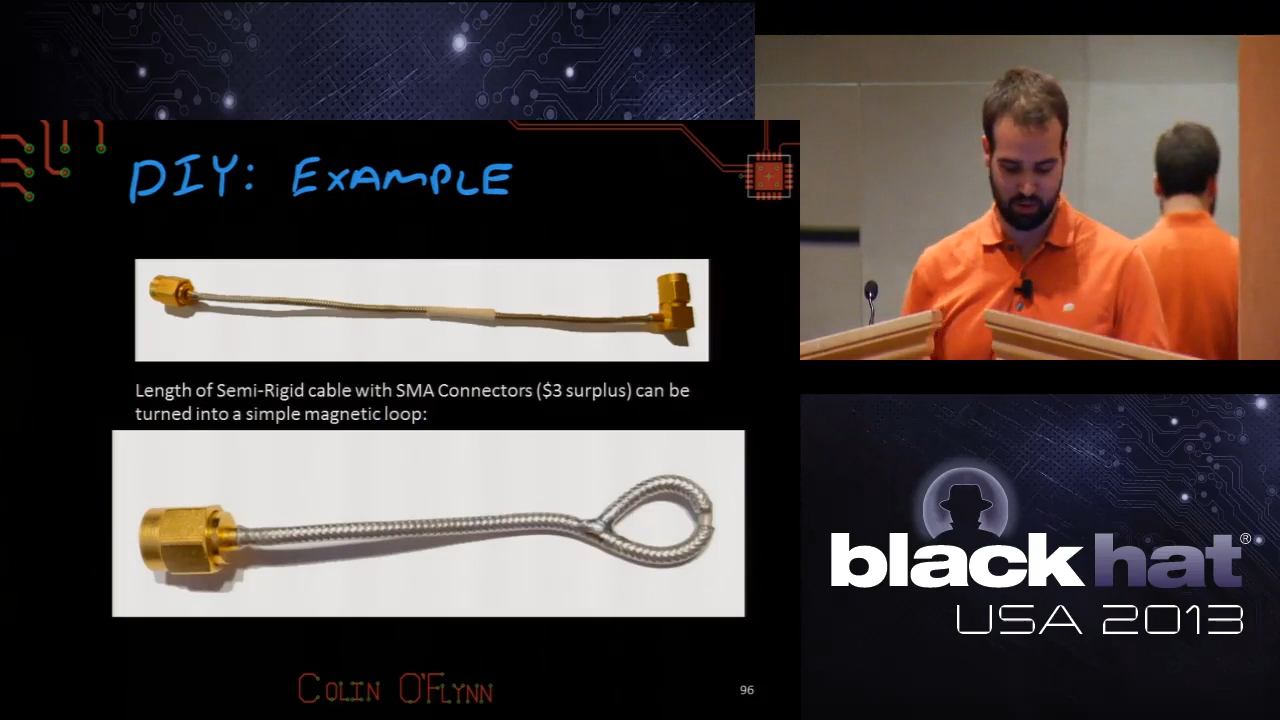 DIY: EXAMPLE
Length of Semi-Rigid cable with SMA Connectors ($3 surplus) can be
turned into a simple magnetic loop:
COLIN O'FLYNN
96
black hat®
USA 2013